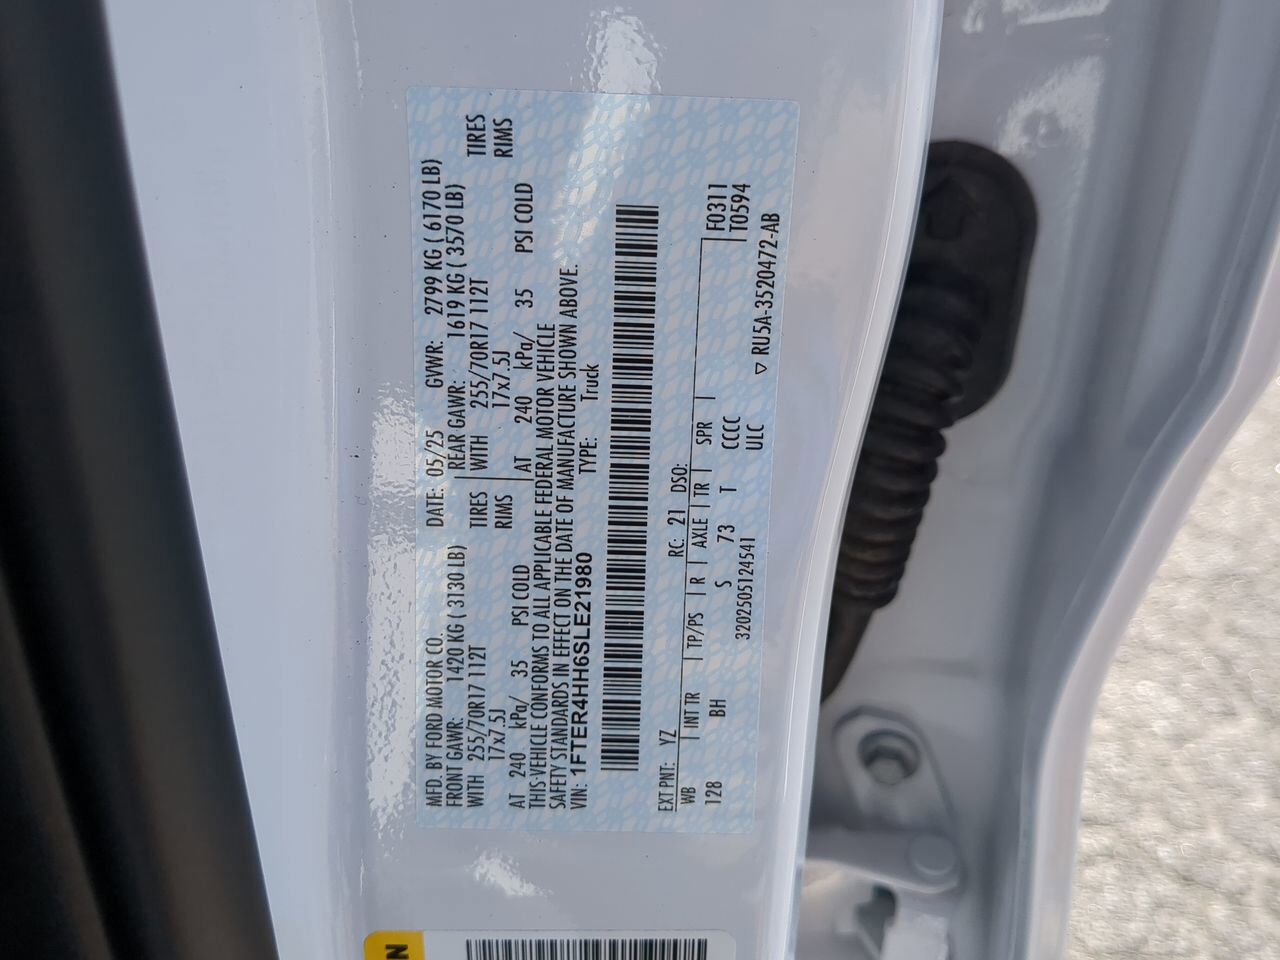 MFD. BY FORD MOTOR CO. DATE: 05/25 GVWR: 2799 KG ( 6170 LB)
FRONT GAWR: 1420 KG ( 3130 LB) REAR GAWR: 1619 KG ( 3570 LB)
WITH 255/70R17 112T TIRES WITH 255/70R17 112T TIRES
17x7.5J RIMS 17x7.5J RIMS
AT 240 kPa/ 35 PSI COLD AT 240 kPa/ 35 PSI COLD
THIS VEHICLE CONFORMS TO ALL APPLICABLE FEDERAL MOTOR VEHICLE
SAFETY STANDARDS IN EFFECT ON THE DATE OF MANUFACTURE SHOWN ABOVE.
VIN: 1FTER4HH6SLE21980 TYPE: Truck
EXT PNT: YZ RC: 21 DSO: F0311
WB INT TR TP/PS R AXLE TR SPR T0594
128 BH S 73 T CCCC
3202505124541 ULC
▽ RU5A-3520472-AB
N